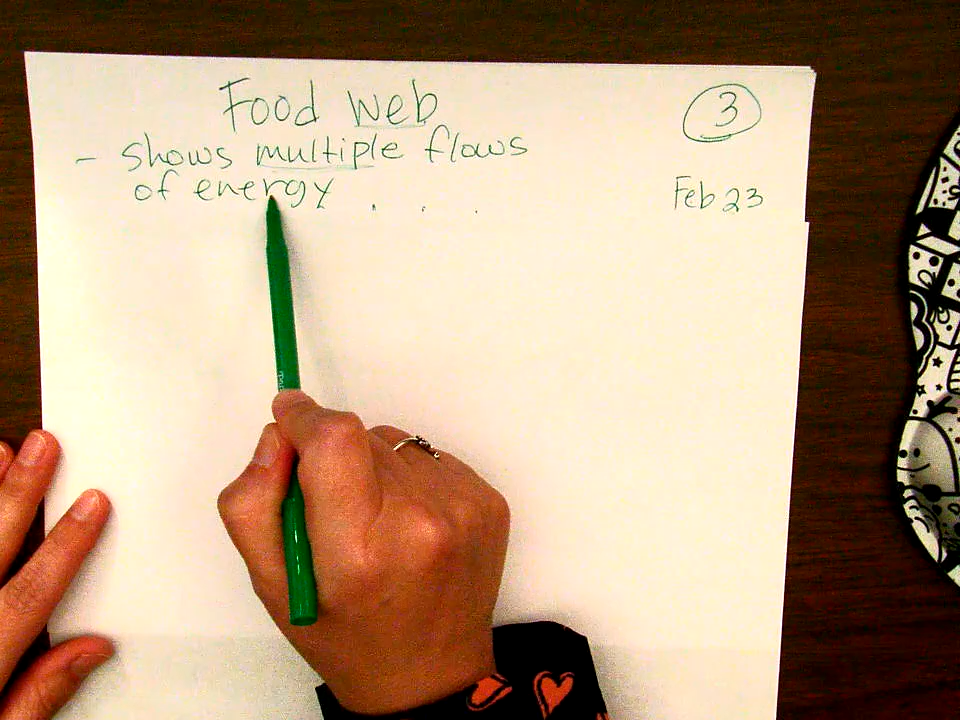 Food web
3
- shows multiple flows
of energy . . .
Feb 23